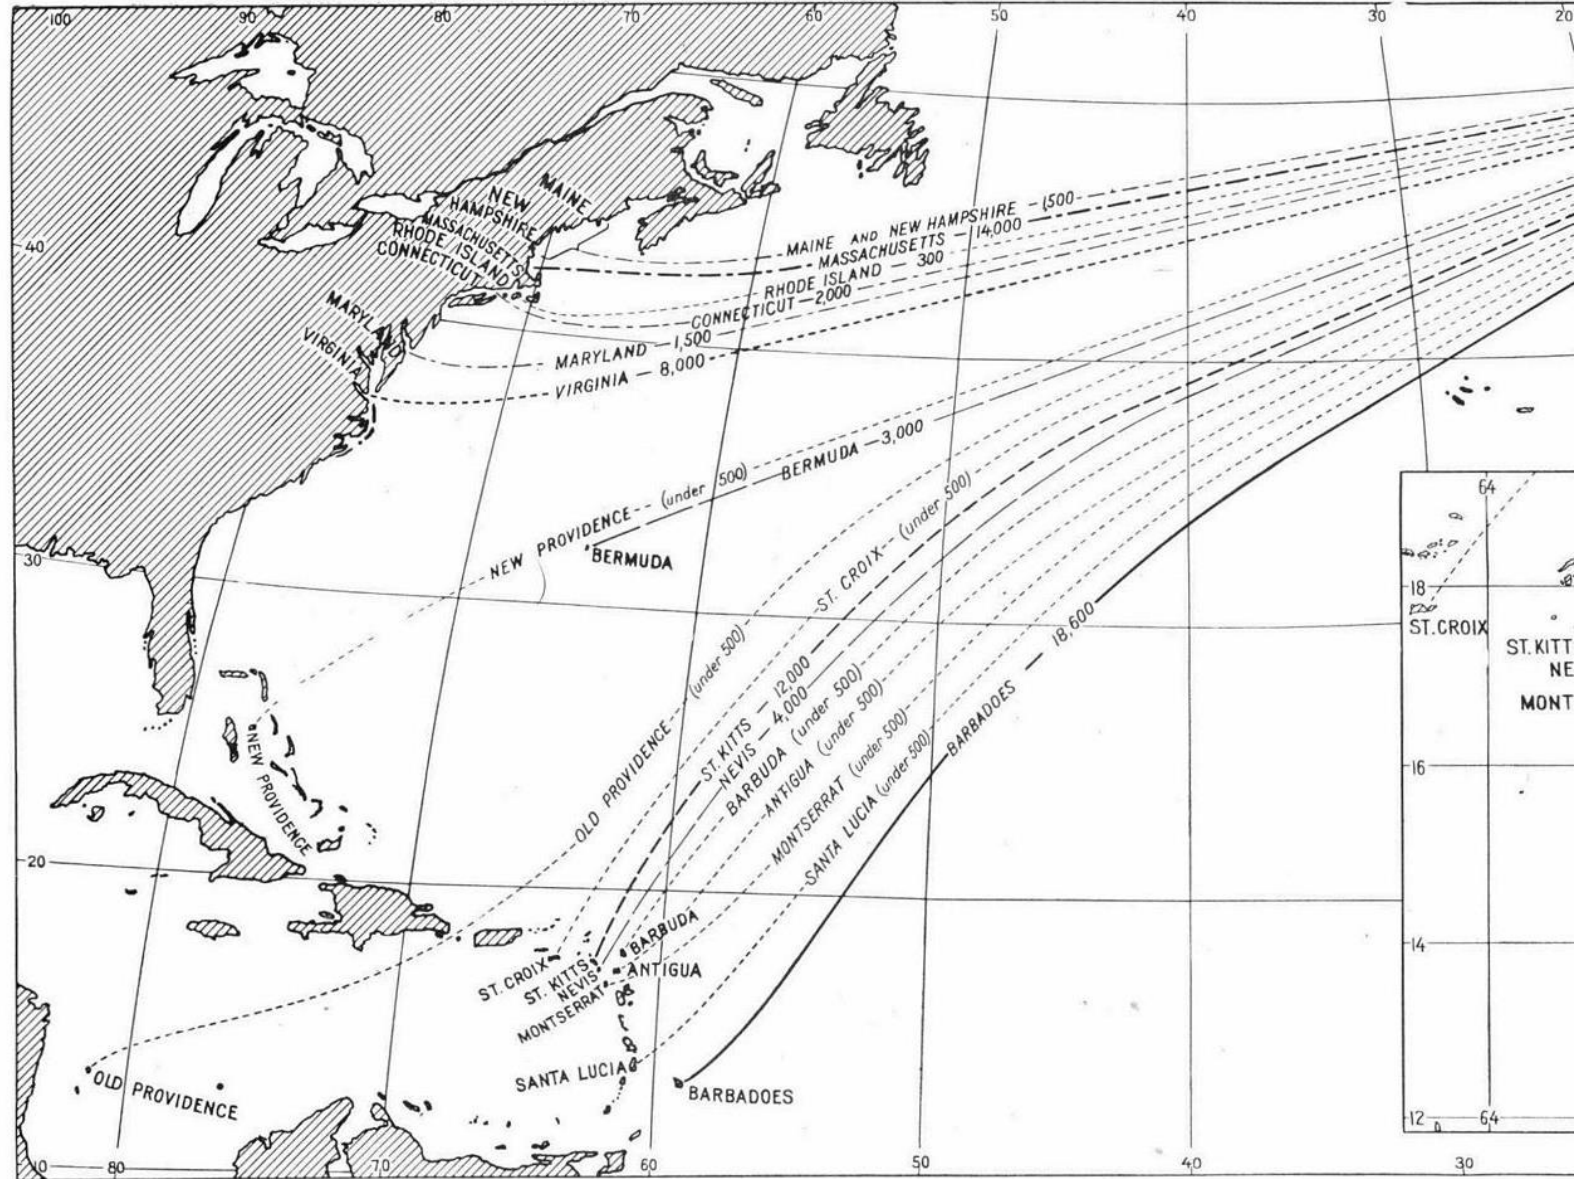 100
90
80
70
60
50
40
30
20
MAINE
NEW
HAMPSHIRE
MASSACHUSETTS
RHODE ISLAND
CONNECTICUT
MARYLAND
VIRGINIA
40
MAINE AND NEW HAMPSHIRE - 1,500
MASSACHUSETTS - 14,000
RHODE ISLAND - 300
CONNECTICUT - 2,000
MARYLAND - 1,500
VIRGINIA - 8,000
BERMUDA - 3,000
NEW PROVIDENCE - (under 500)
BERMUDA
30
ST. CROIX - (under 500)
OLD PROVIDENCE - (under 500)
ST. KITTS - 12,000
NEVIS - 4,000
BARBUDA (under 500)
ANTIGUA (under 500)
MONTSERRAT (under 500)
SANTA LUCIA (under 500)
BARBADOES - 18,600
NEW PROVIDENCE
20
ST. CROIX
ST. KITTS
NEVIS
MONTSERRAT
BARBUDA
ANTIGUA
SANTA LUCIA
BARBADOES
OLD PROVIDENCE
10
80
70
60
50
40
30
64
18
ST. CROIX
ST. KITT
NE
MONT
16
14
12
64